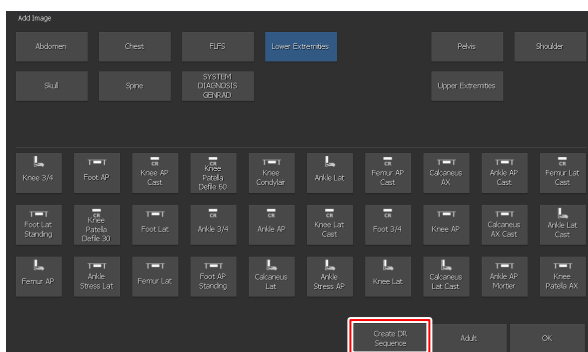 Add Image
Abdomen
Chest
FLFS
Lower Extremities
Pelvis
Shoulder
Skull
Spine
SYSTEM
DIAGNOSIS
GENRAD
Upper Extremities
Knee 3/4
Foot AP
CR
Knee AP
Cast
CR
Knee
Patella
Defile 60
Knee
Condylair
Ankle Lat
CR
Femur AP
Cast
Calcaneus
AX
Ankle AP
Cast
CR
Femur Lat
Cast
Foot Lat
Standing
CR
Knee
Patella
Defile 30
Foot Lat
CR
Ankle 3/4
CR
Ankle AP
CR
Knee Lat
Cast
CR
Foot 3/4
Knee AP
Calcaneus
AX Cast
Ankle Lat
Cast
Femur AP
Ankle
Stress Lat
Femur Lat
Foot AP
Standing
Calcaneus
Lat
Ankle
Stress AP
Knee Lat
Calcaneus
Lat Cast
Ankle AP
Mortier
Knee
Patella AX
Create DR
Sequence
Adult
OK